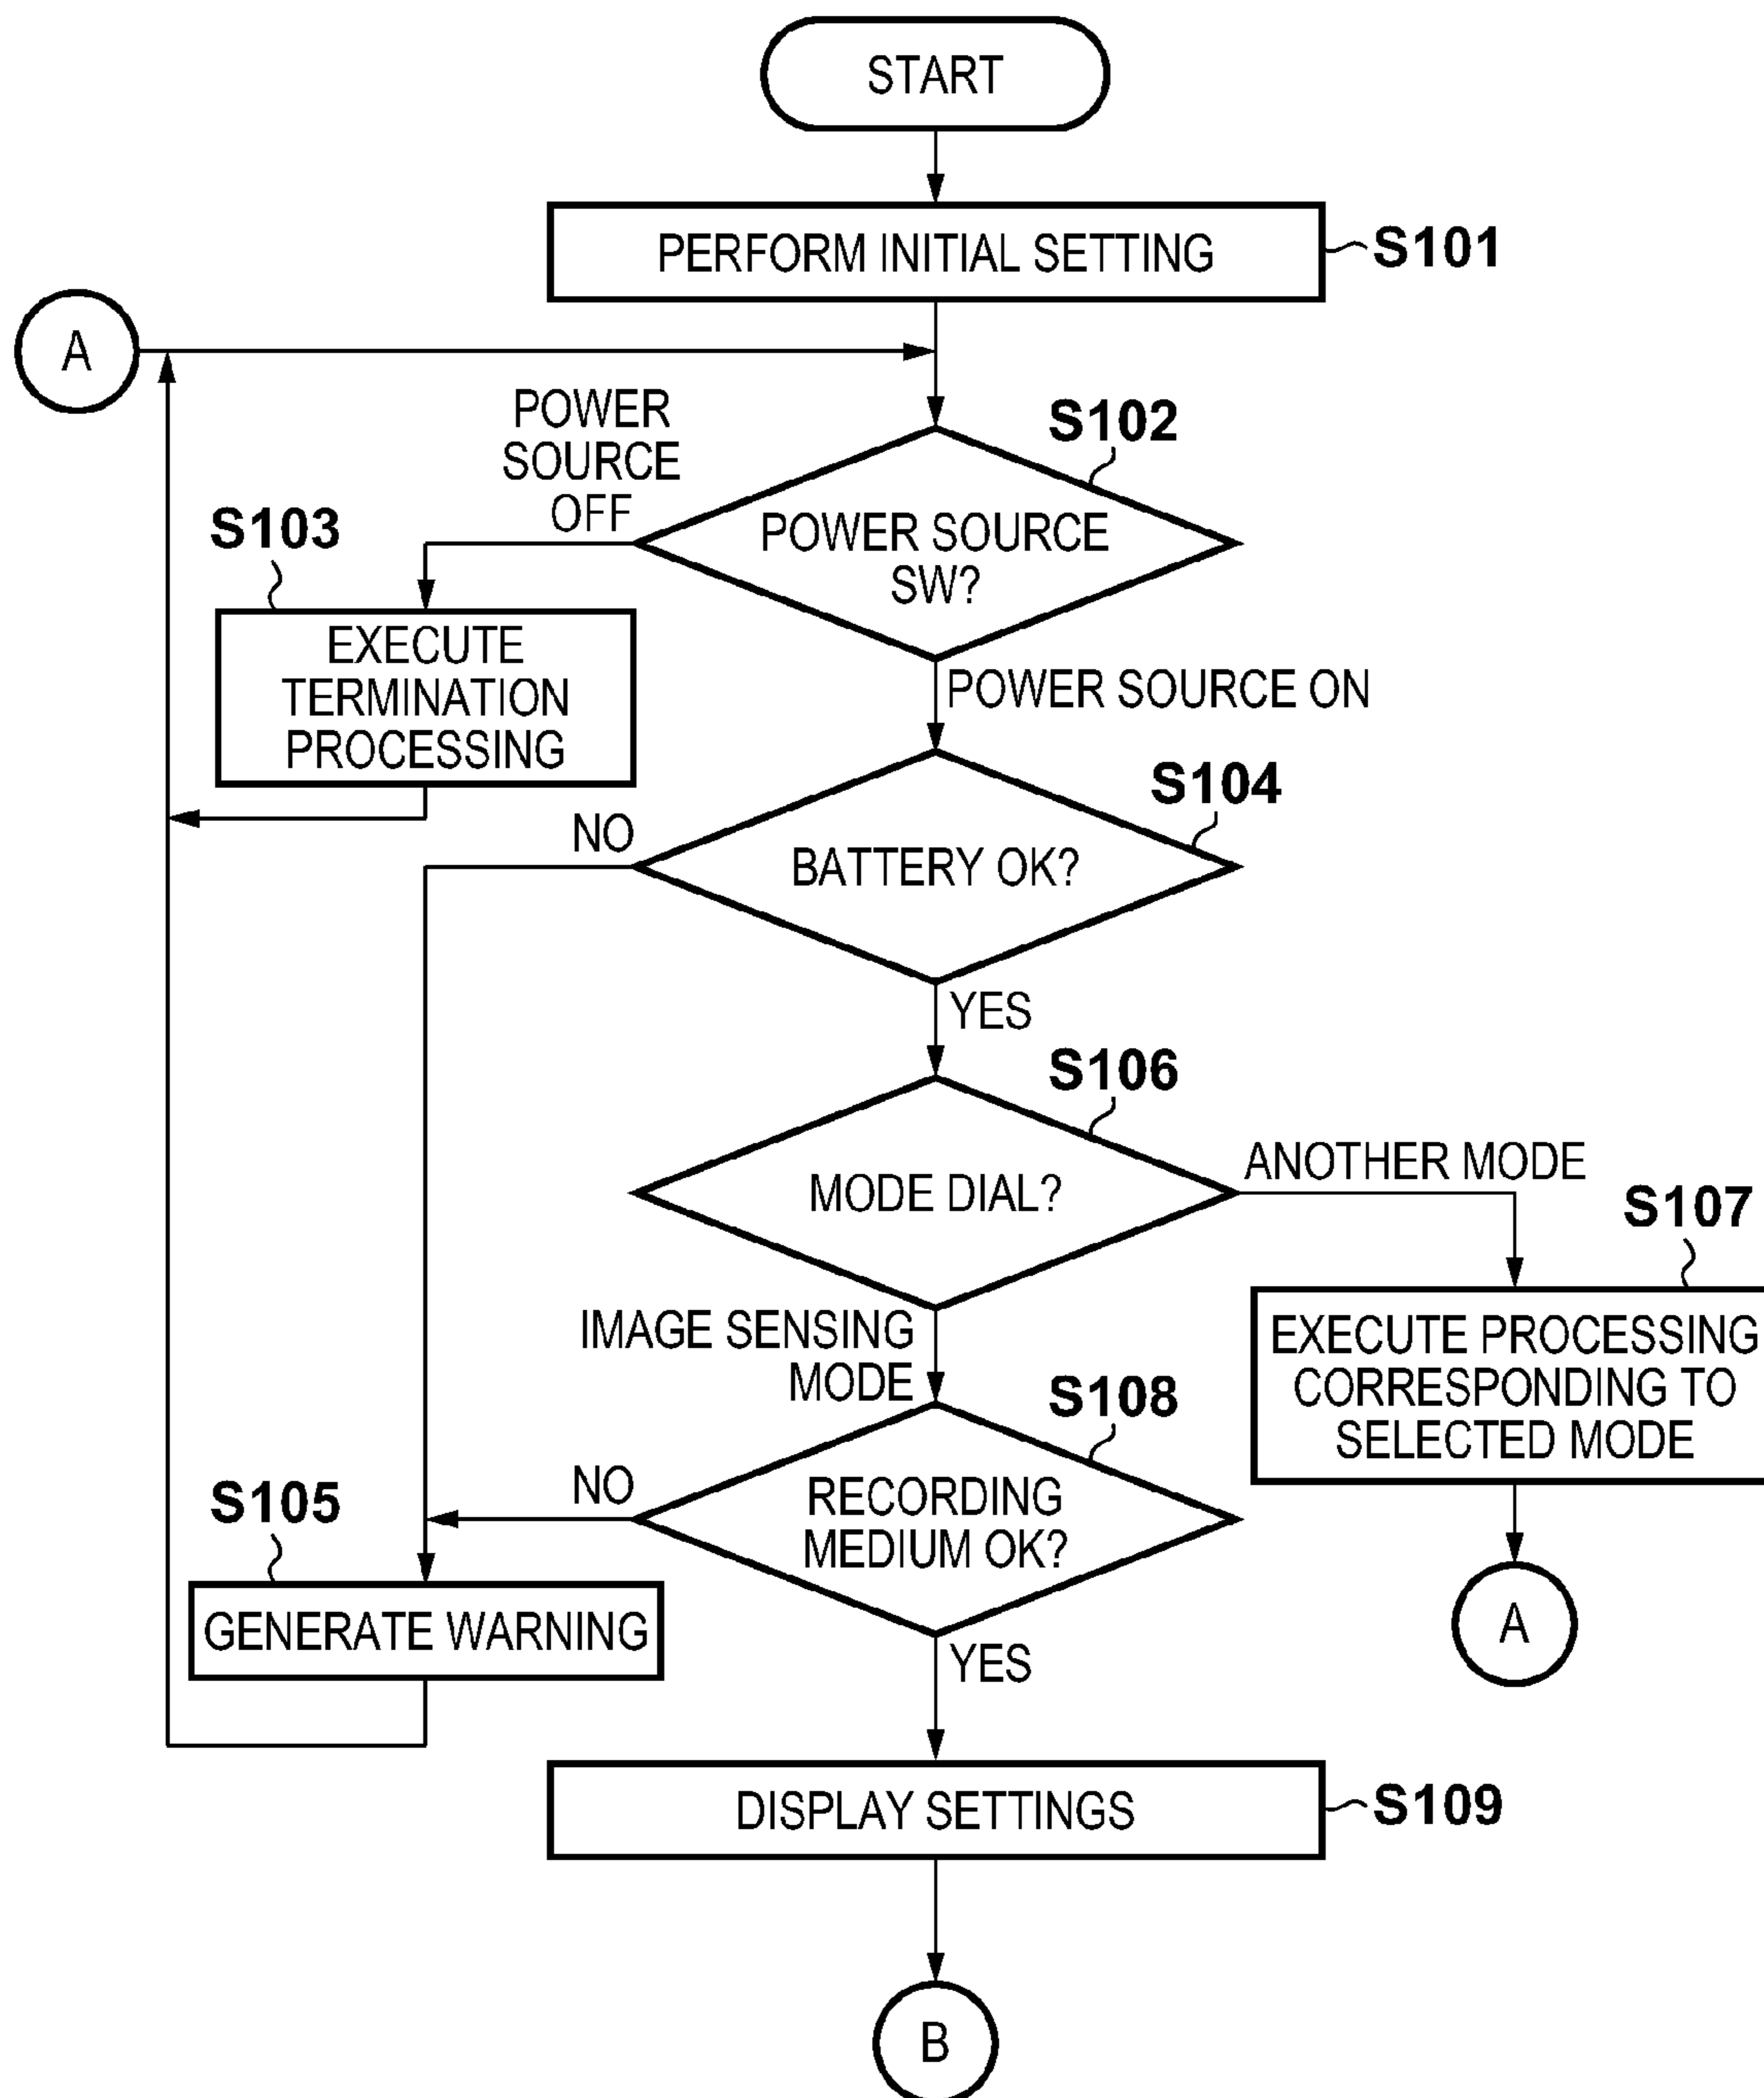 START
PERFORM INITIAL SETTING
S101
A
POWER
SOURCE
OFF
S102
S103
POWER SOURCE
SW?
EXECUTE
TERMINATION
PROCESSING
POWER SOURCE ON
S104
NO
BATTERY OK?
YES
S106
MODE DIAL?
ANOTHER MODE
S107
IMAGE SENSING
MODE
EXECUTE PROCESSING
CORRESPONDING TO
SELECTED MODE
S108
NO
RECORDING
MEDIUM OK?
S105
GENERATE WARNING
YES
A
DISPLAY SETTINGS
S109
B